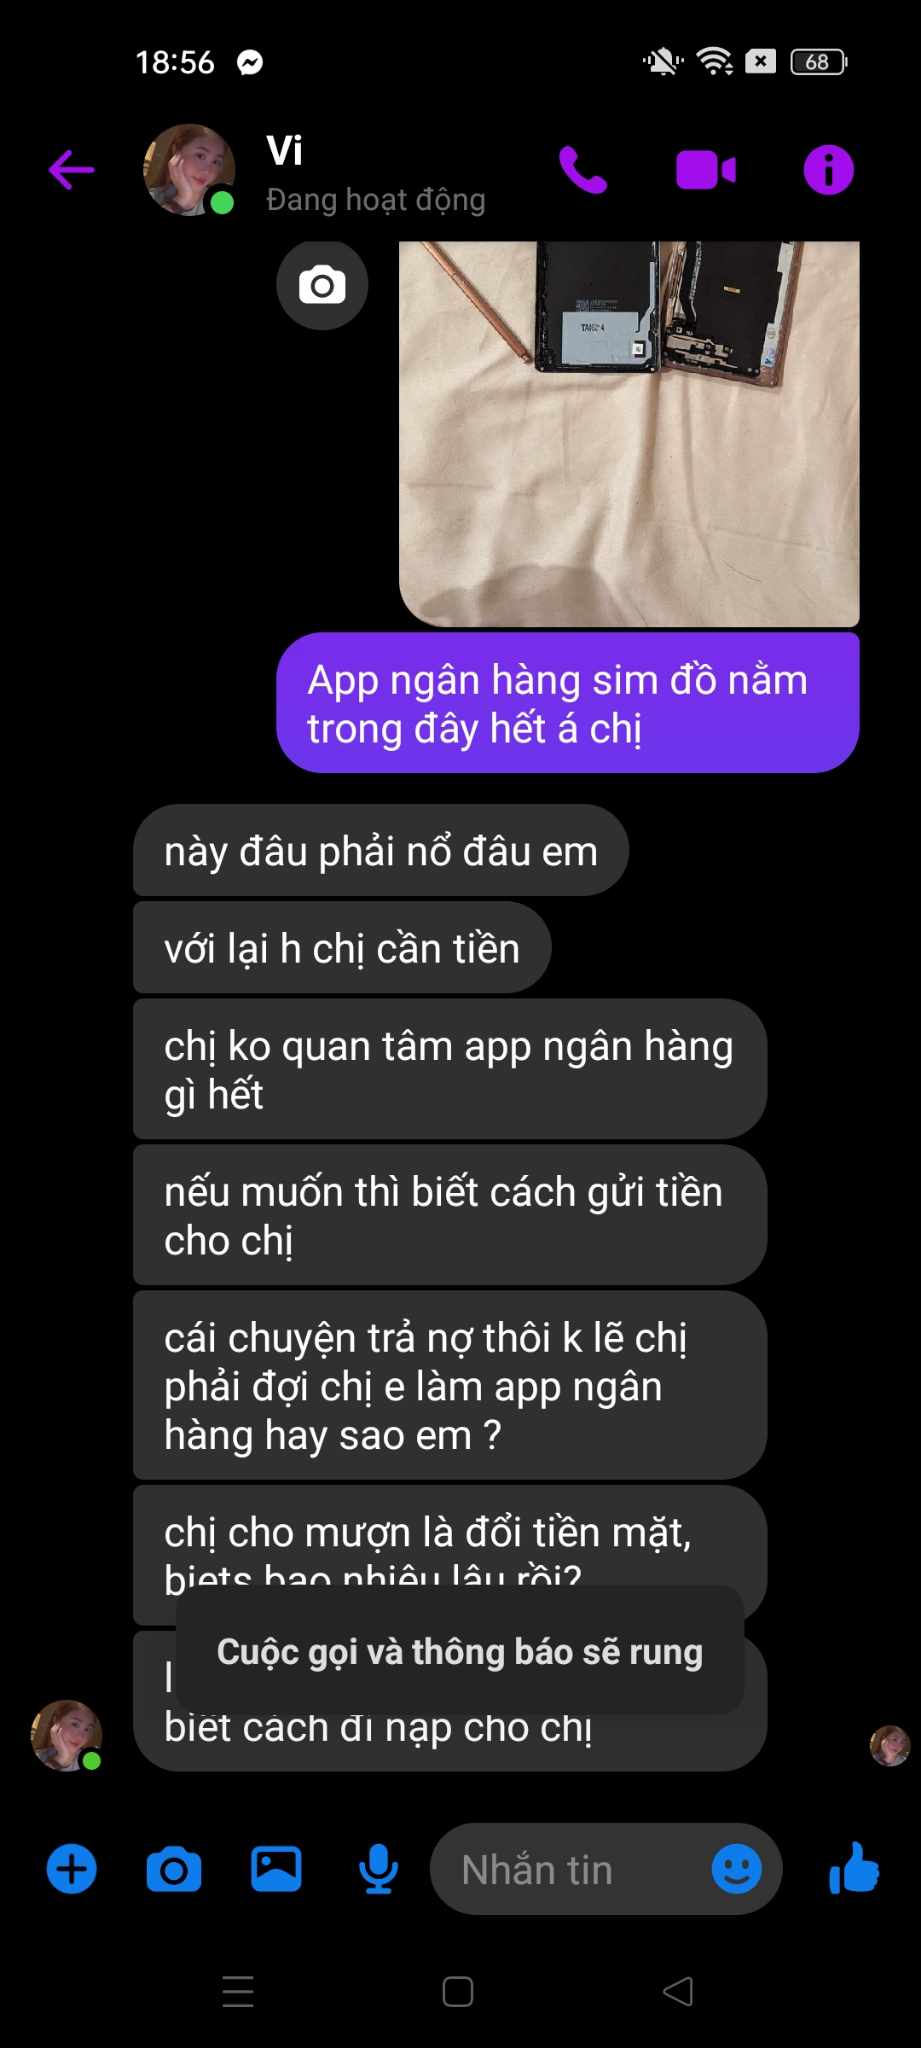 18:56
68
Vi
Đang hoạt động
App ngân hàng sim đồ nằm
trong đây hết á chị
này đâu phải nổ đâu em
với lại h chị cần tiền
chị ko quan tâm app ngân hàng
gì hết
nếu muốn thì biết cách gửi tiền
cho chị
cái chuyện trả nợ thôi k lẽ chị
phải đợi chị e làm app ngân
hàng hay sao em ?
chị cho mượn là đổi tiền mặt,
biets bao nhiêu lâu rồi?
Cuộc gọi và thông báo sẽ rung
biết cách đi nạp cho chị
Nhắn tin